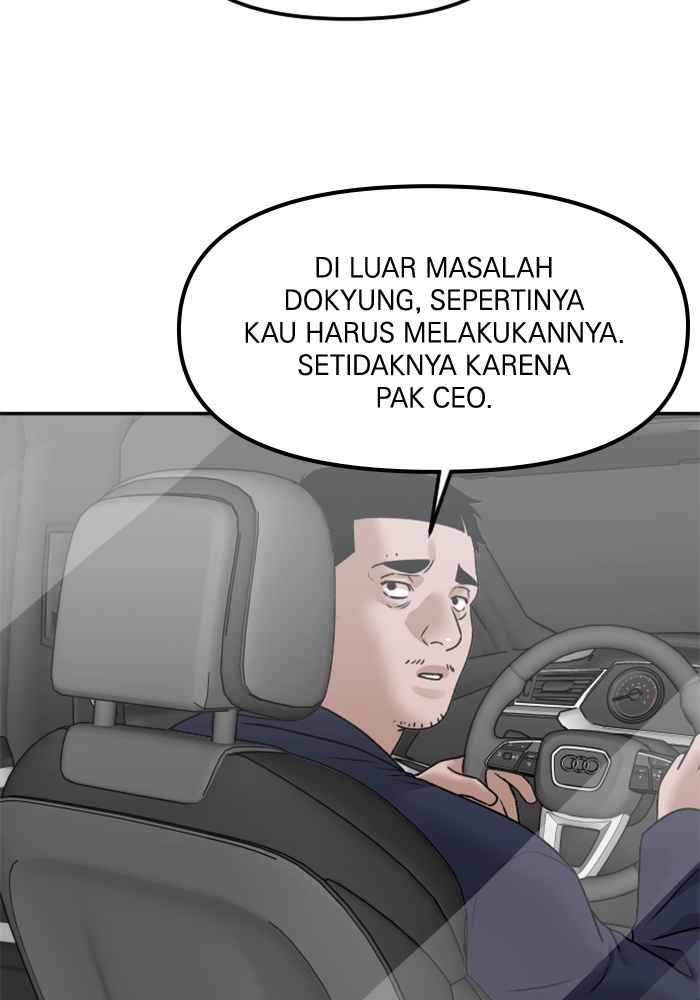 DI LUAR MASALAH
DOKYUNG, SEPERTINYA
KAU HARUS MELAKUKANNYA.
SETIDAKNYA KARENA
PAK CEO.